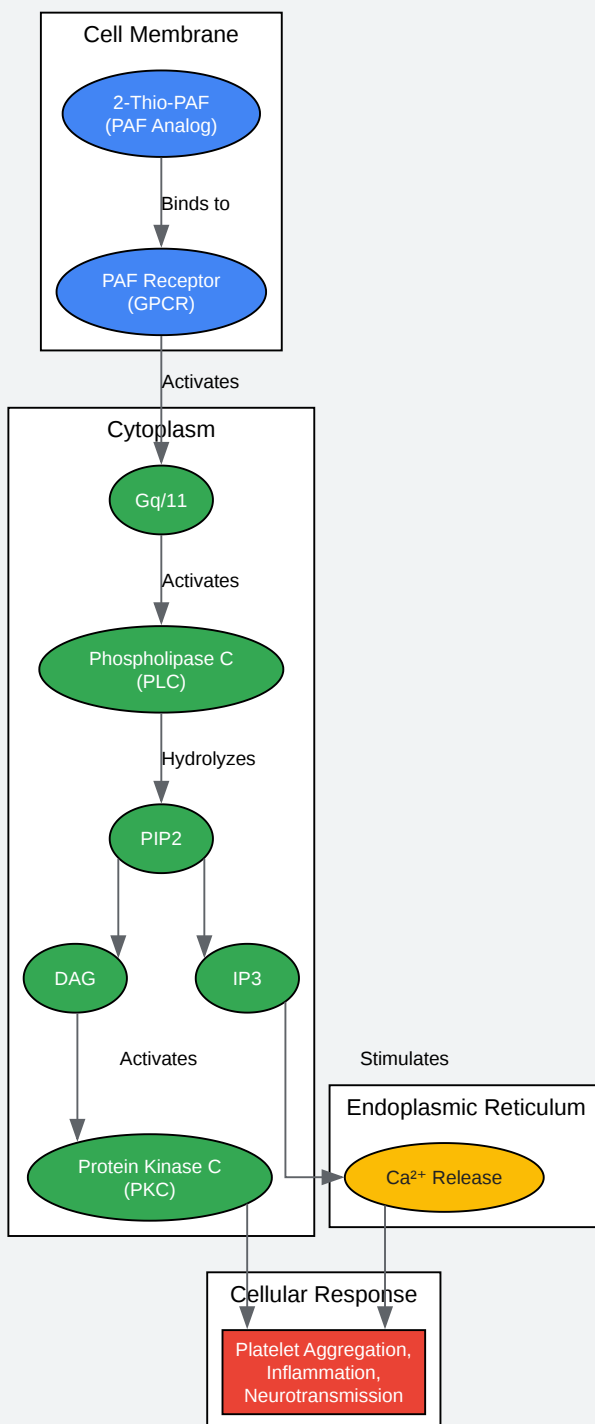 Cell Membrane
2-Thio-PAF
(PAF Analog)
Binds to
PAF Receptor
(GPCR)
Activates
Cytoplasm
Gq/11
Activates
Phospholipase C
(PLC)
Hydrolyzes
PIP2
DAG
IP3
Activates
Stimulates
Endoplasmic Reticulum
Protein Kinase C
(PKC)
Ca²⁺ Release
Cellular Response
Platelet Aggregation,
Inflammation,
Neurotransmission